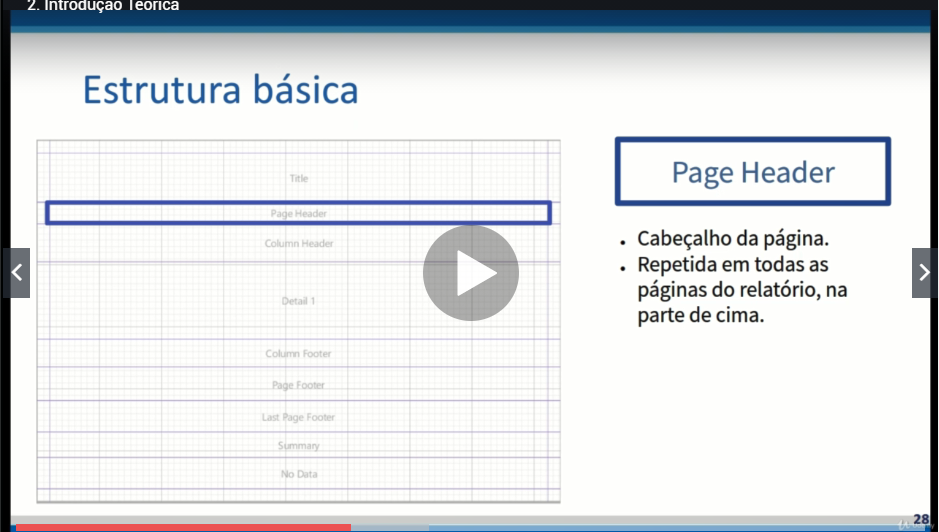 2. Introdução Teórica
Estrutura básica
Title
Page Header
Column Header
Detail 1
Column Footer
Page Footer
Last Page Footer
Summary
No Data
Page Header
• Cabeçalho da página.
• Repetida em todas as
páginas do relatório, na
parte de cima.
28